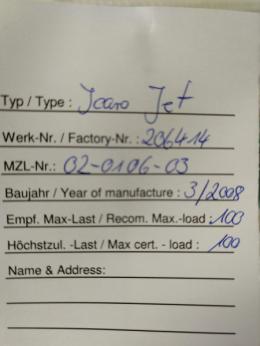 Typ / Type : Icaro Jet
Werk-Nr. / Factory-Nr. : 206414
MZL-Nr.: 02-0106-03
Baujahr / Year of manufacture : 3/2008
Empf. Max-Last / Recom. Max.-load : 100
Höchstzul. -Last / Max cert. - load : 100
Name & Address: